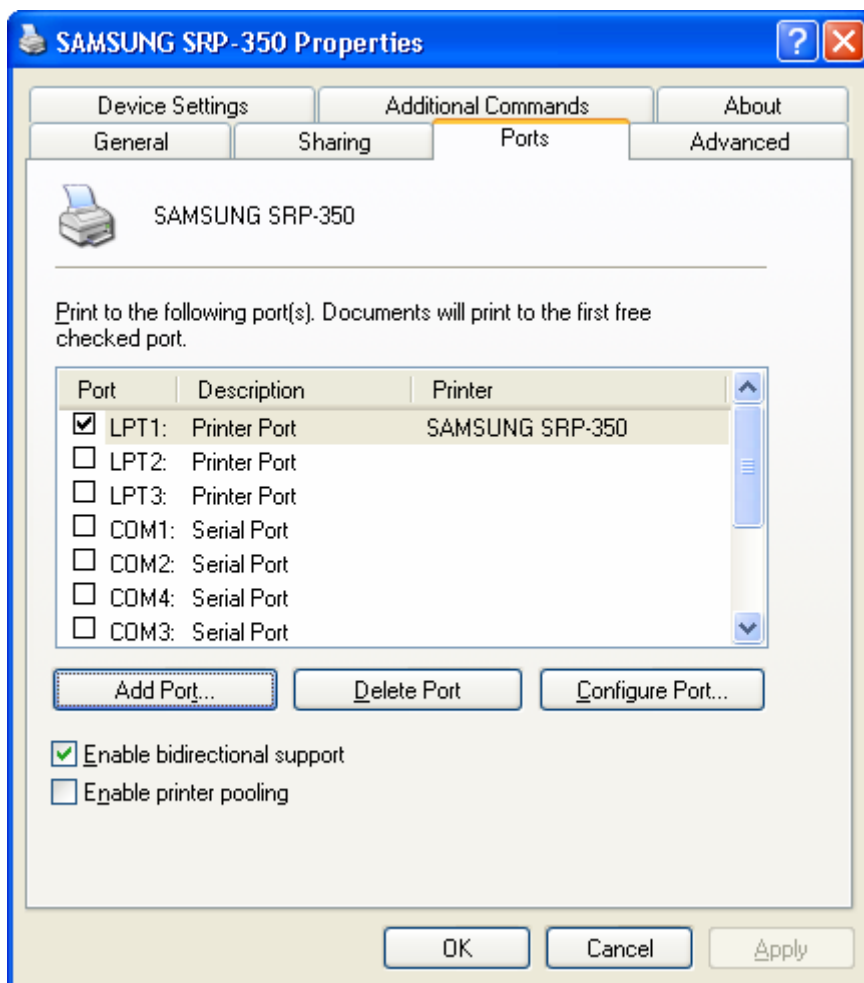 SAMSUNG SRP-350 Properties
Device Settings Additional Commands About
General Sharing Ports Advanced
SAMSUNG SRP-350
Print to the following port(s). Documents will print to the first free
checked port.
Port Description Printer
LPT1: Printer Port SAMSUNG SRP-350
LPT2: Printer Port
LPT3: Printer Port
COM1: Serial Port
COM2: Serial Port
COM4: Serial Port
COM3: Serial Port
Add Port... Delete Port Configure Port...
Enable bidirectional support
Enable printer pooling
OK Cancel Apply